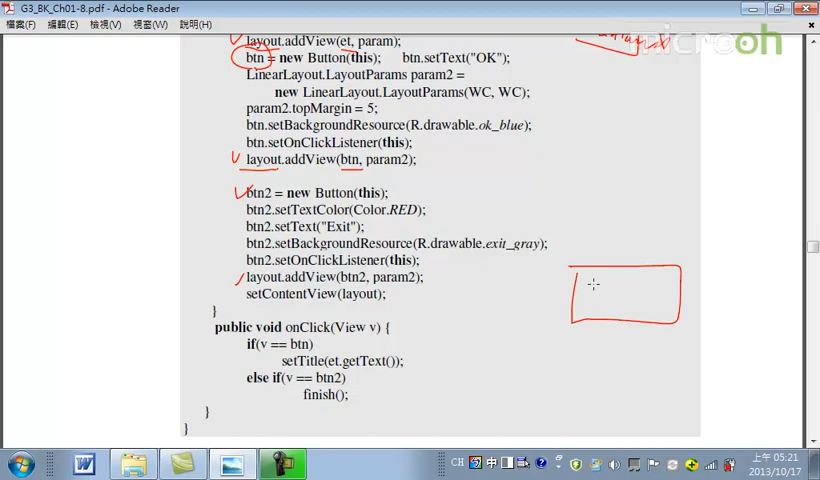 G3_BK_Ch01-8.pdf - Adobe Reader
檔案(F) 編輯(E) 檢視(V) 視窗(W) 說明(H)
microoh
layout.addView(et, param);
btn = new Button(this); btn.setText("OK");
LinearLayout.LayoutParams param2 =
new LinearLayout.LayoutParams(WC, WC);
param2.topMargin = 5;
btn.setBackgroundResource(R.drawable.ok_blue);
btn.setOnClickListener(this);
layout.addView(btn, param2);
btn2 = new Button(this);
btn2.setTextColor(Color.RED);
btn2.setText("Exit");
btn2.setBackgroundResource(R.drawable.exit_gray);
btn2.setOnClickListener(this);
layout.addView(btn2, param2);
setContentView(layout);
}
public void onClick(View v) {
if(v == btn)
setTitle(et.getText());
else if(v == btn2)
finish();
}
}
CH 中
上午 05:21
2013/10/17